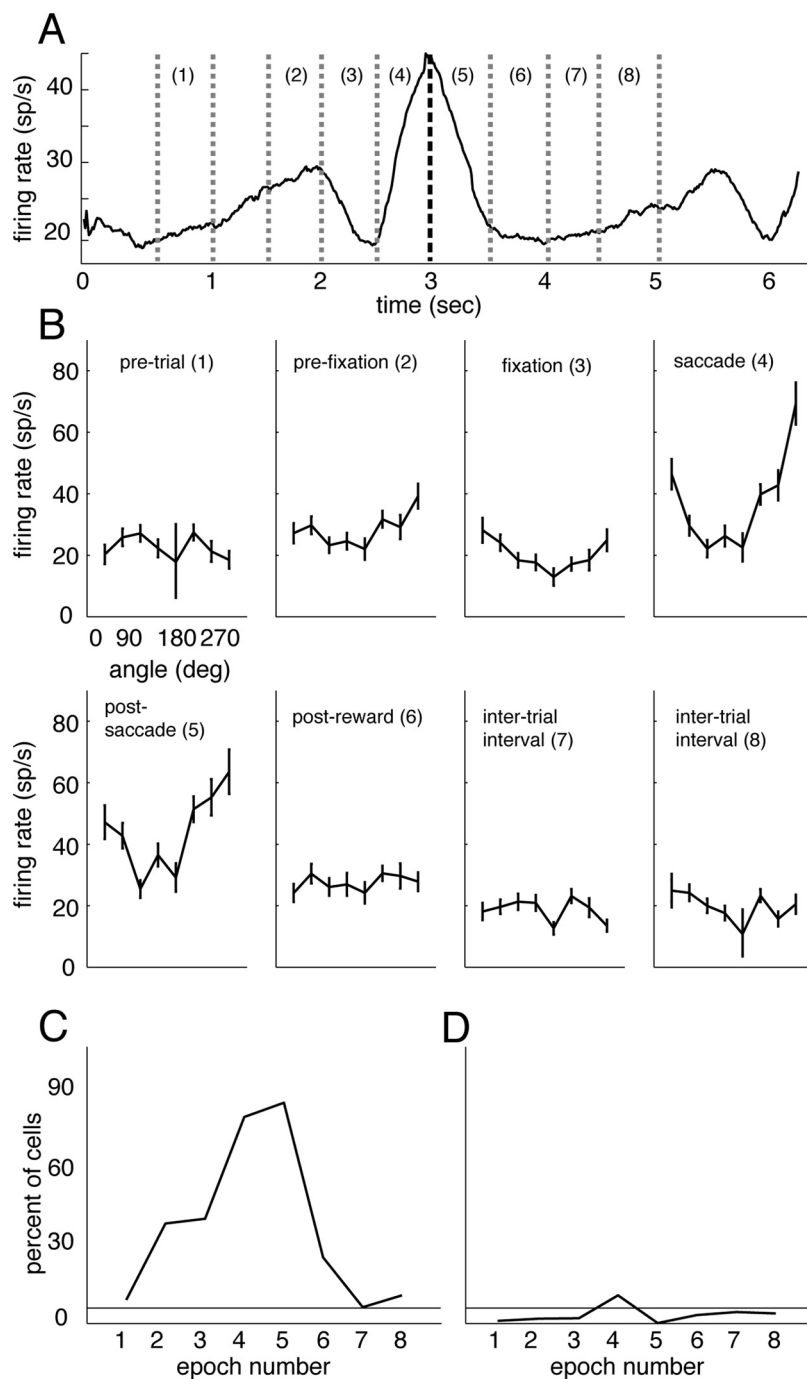 A
firing rate (sp/s)
40
30
20
(1) (2) (3) (4) (5) (6) (7) (8)
0 1 2 3 4 5 6
time (sec)
B
firing rate (sp/s)
80
60
40
20
0
pre-trial (1)
pre-fixation (2)
fixation (3)
saccade (4)
0 90 180 270
angle (deg)
firing rate (sp/s)
80
60
40
20
0
post-
saccade (5)
post-reward (6)
inter-trial
interval (7)
inter-trial
interval (8)
C
percent of cells
90
60
30
0
1 2 3 4 5 6 7 8
epoch number
D
1 2 3 4 5 6 7 8
epoch number